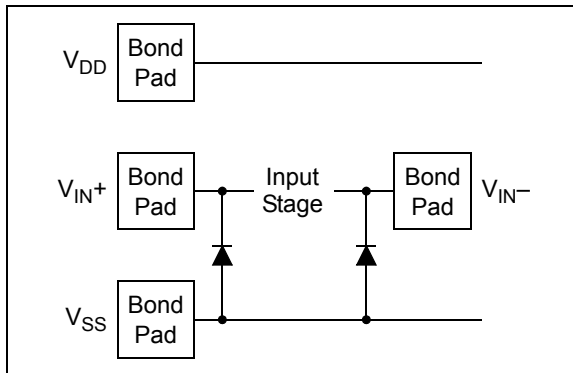 VDD
Bond
Pad
VIN+
Bond
Pad
Input
Stage
Bond
Pad
VIN–
VSS
Bond
Pad